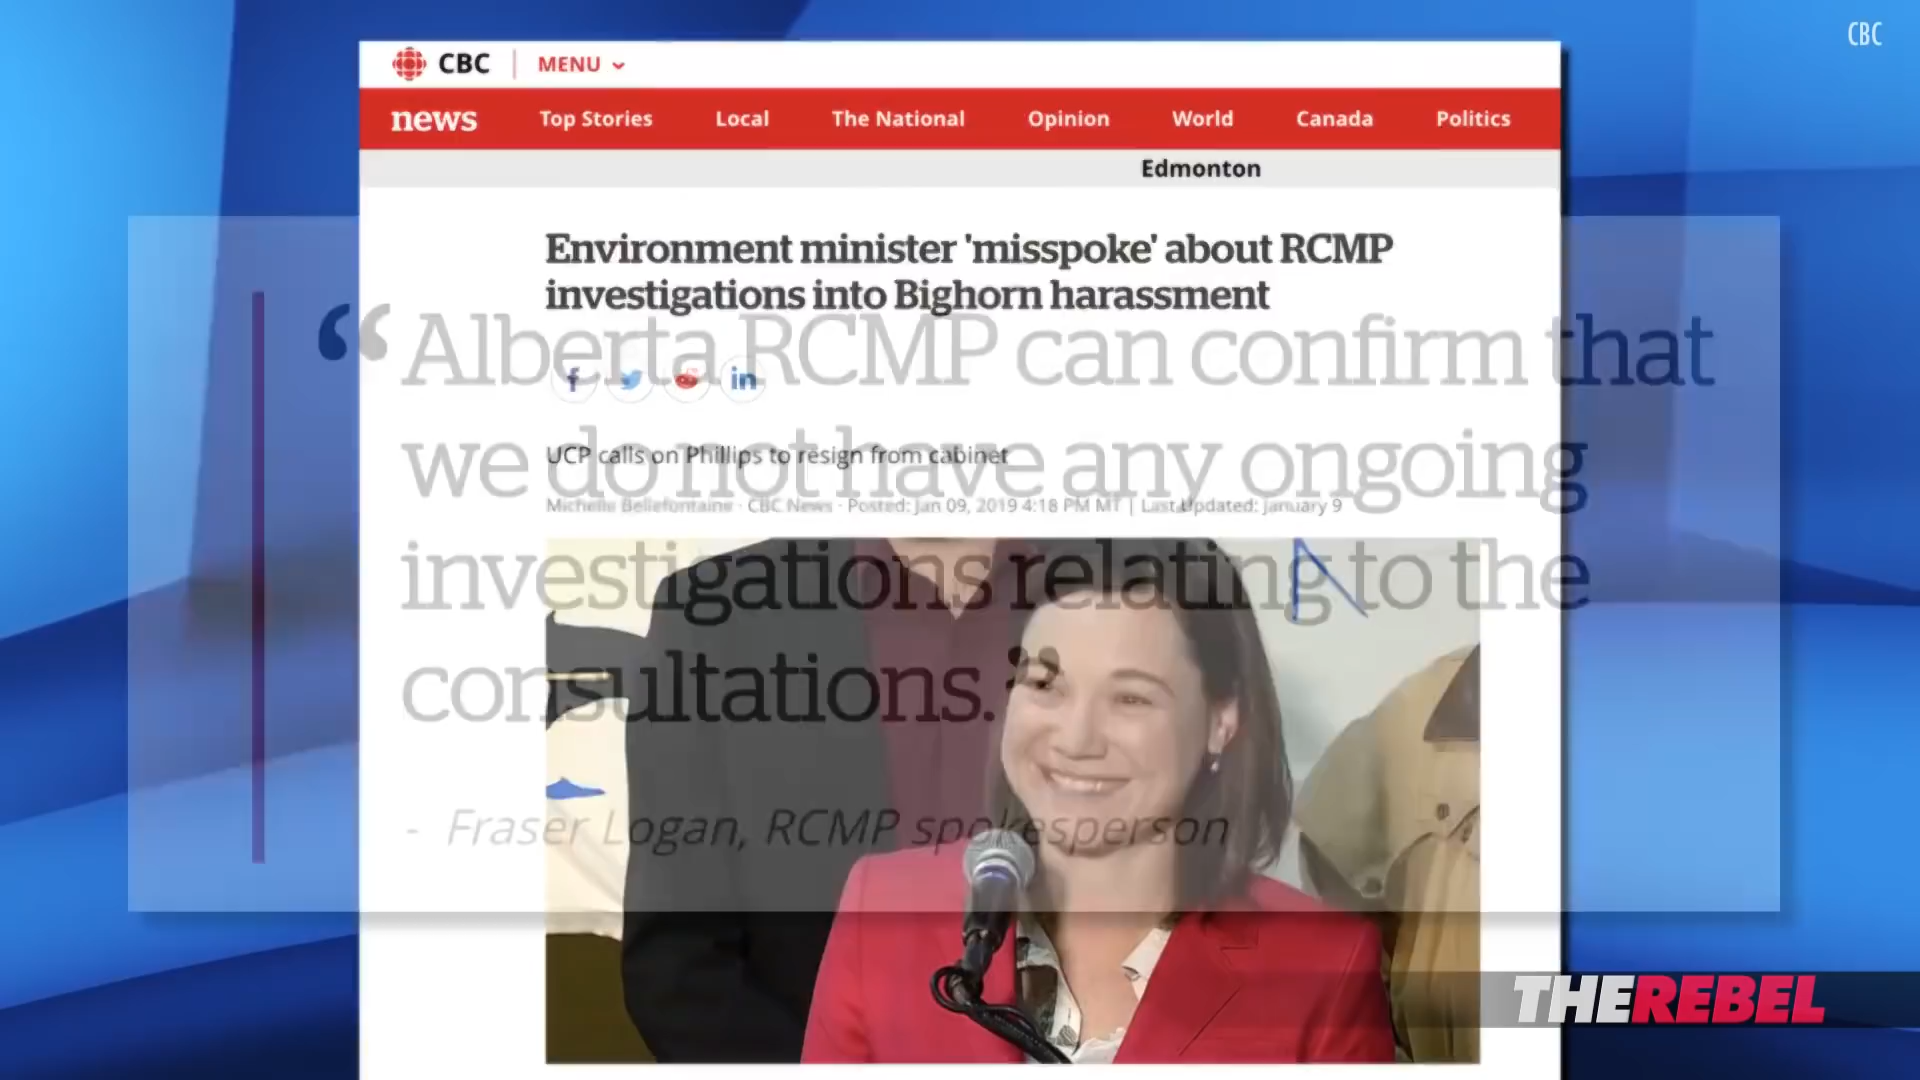 CBC
CBC MENU
news Top Stories Local The National Opinion World Canada Politics
Edmonton
Environment minister 'misspoke' about RCMP
investigations into Bighorn harassment
UCP calls on Phillips to resign from cabinet
Michelle Bellefontaine · CBC News · Posted: Jan 09, 2019 4:18 PM MT | Last Updated: January 9
“Alberta RCMP can confirm that
we do not have any ongoing
investigations relating to the
consultations.”
- Fraser Logan, RCMP spokesperson
THEREBEL